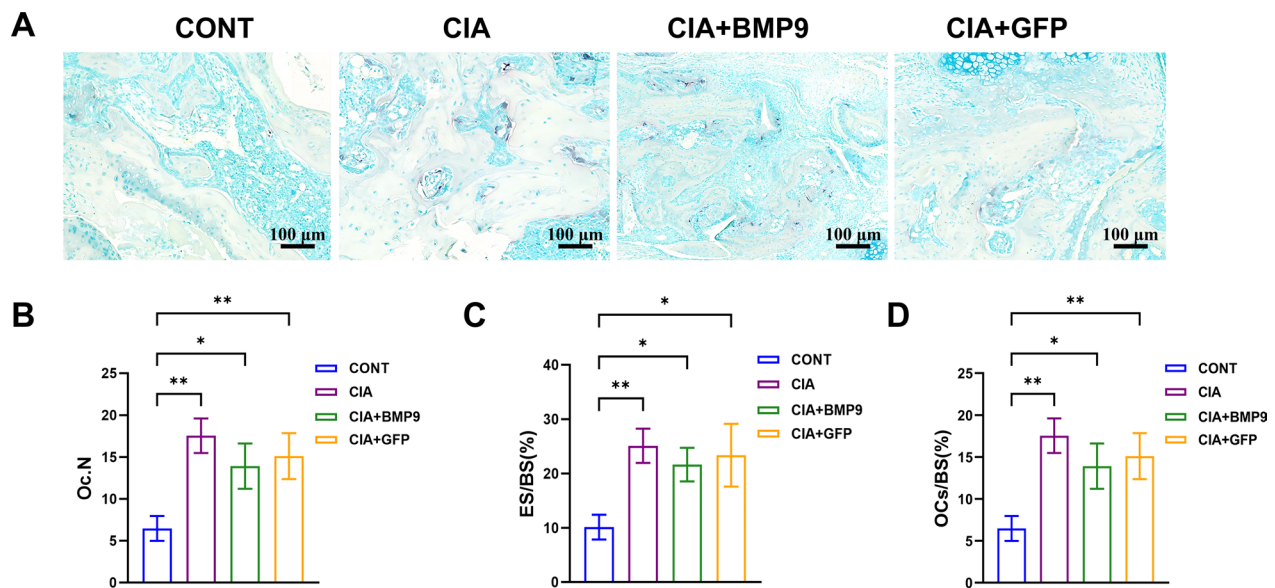 A
CONT
CIA
CIA+BMP9
CIA+GFP
100 μm
100 μm
100 μm
100 μm
B
**
*
**
Oc.N
25
20
15
10
5
0
CONT
CIA
CIA+BMP9
CIA+GFP
C
*
*
**
ES/BS(%)
40
30
20
10
0
CONT
CIA
CIA+BMP9
CIA+GFP
D
**
*
**
OCs/BS(%)
25
20
15
10
5
0
CONT
CIA
CIA+BMP9
CIA+GFP